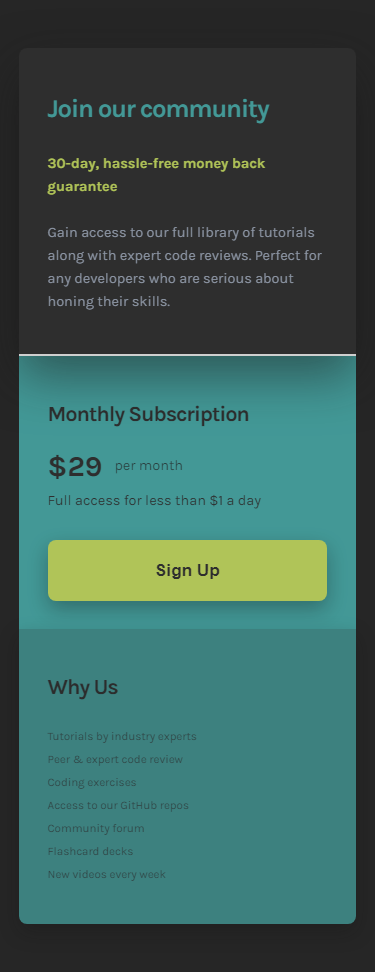 Join our community
30-day, hassle-free money back
guarantee
Gain access to our full library of tutorials
along with expert code reviews. Perfect for
any developers who are serious about
honing their skills.
Monthly Subscription
$29 per month
Full access for less than $1 a day
Sign Up
Why Us
Tutorials by industry experts
Peer & expert code review
Coding exercises
Access to our GitHub repos
Community forum
Flashcard decks
New videos every week